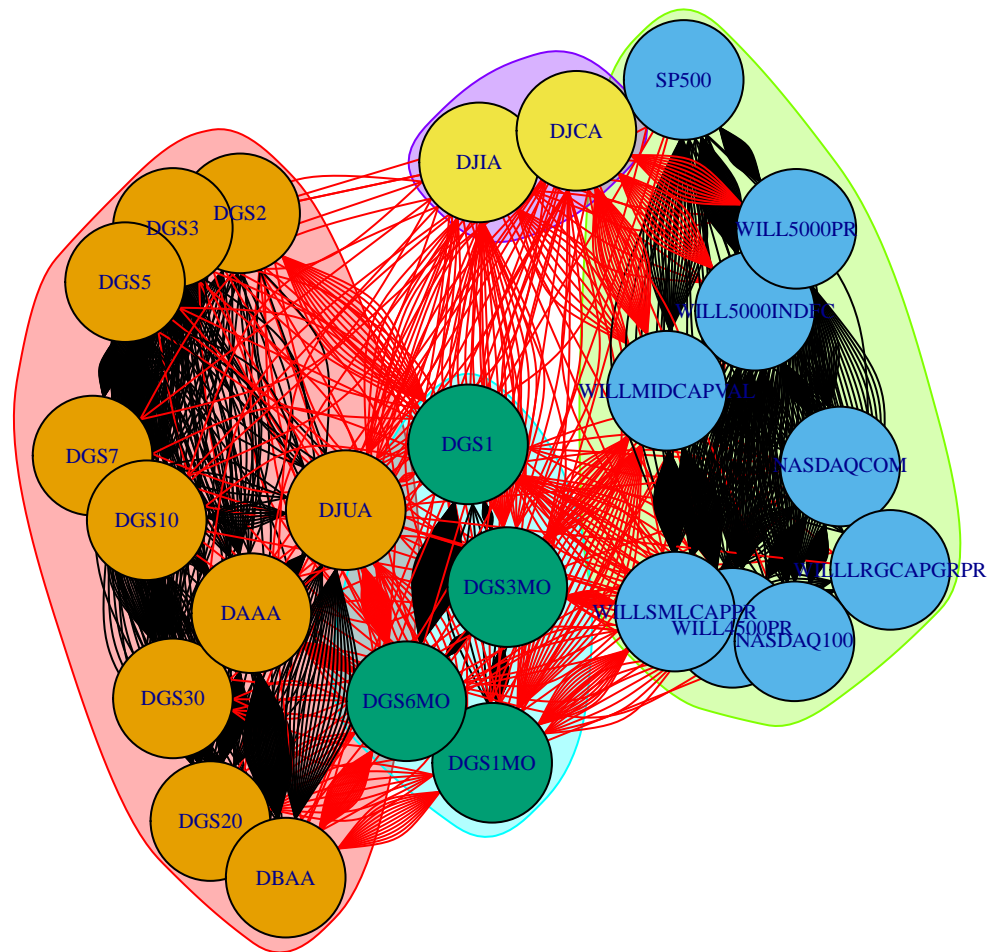 SP500
DJCA
DJIA
DGS2
DGS3
WILL5000PR
DGS5
WILL5000INDFC
WILLMIDCAPVAL
DGS1
DGS7
NASDAQCOM
DJUA
DGS10
WILLLRGCAPGRPR
DGS3MO
DAAA
WILLSMLCAPPR
WILL4500PR
NASDAQ100
DGS30
DGS6MO
DGS1MO
DGS20
DBAA